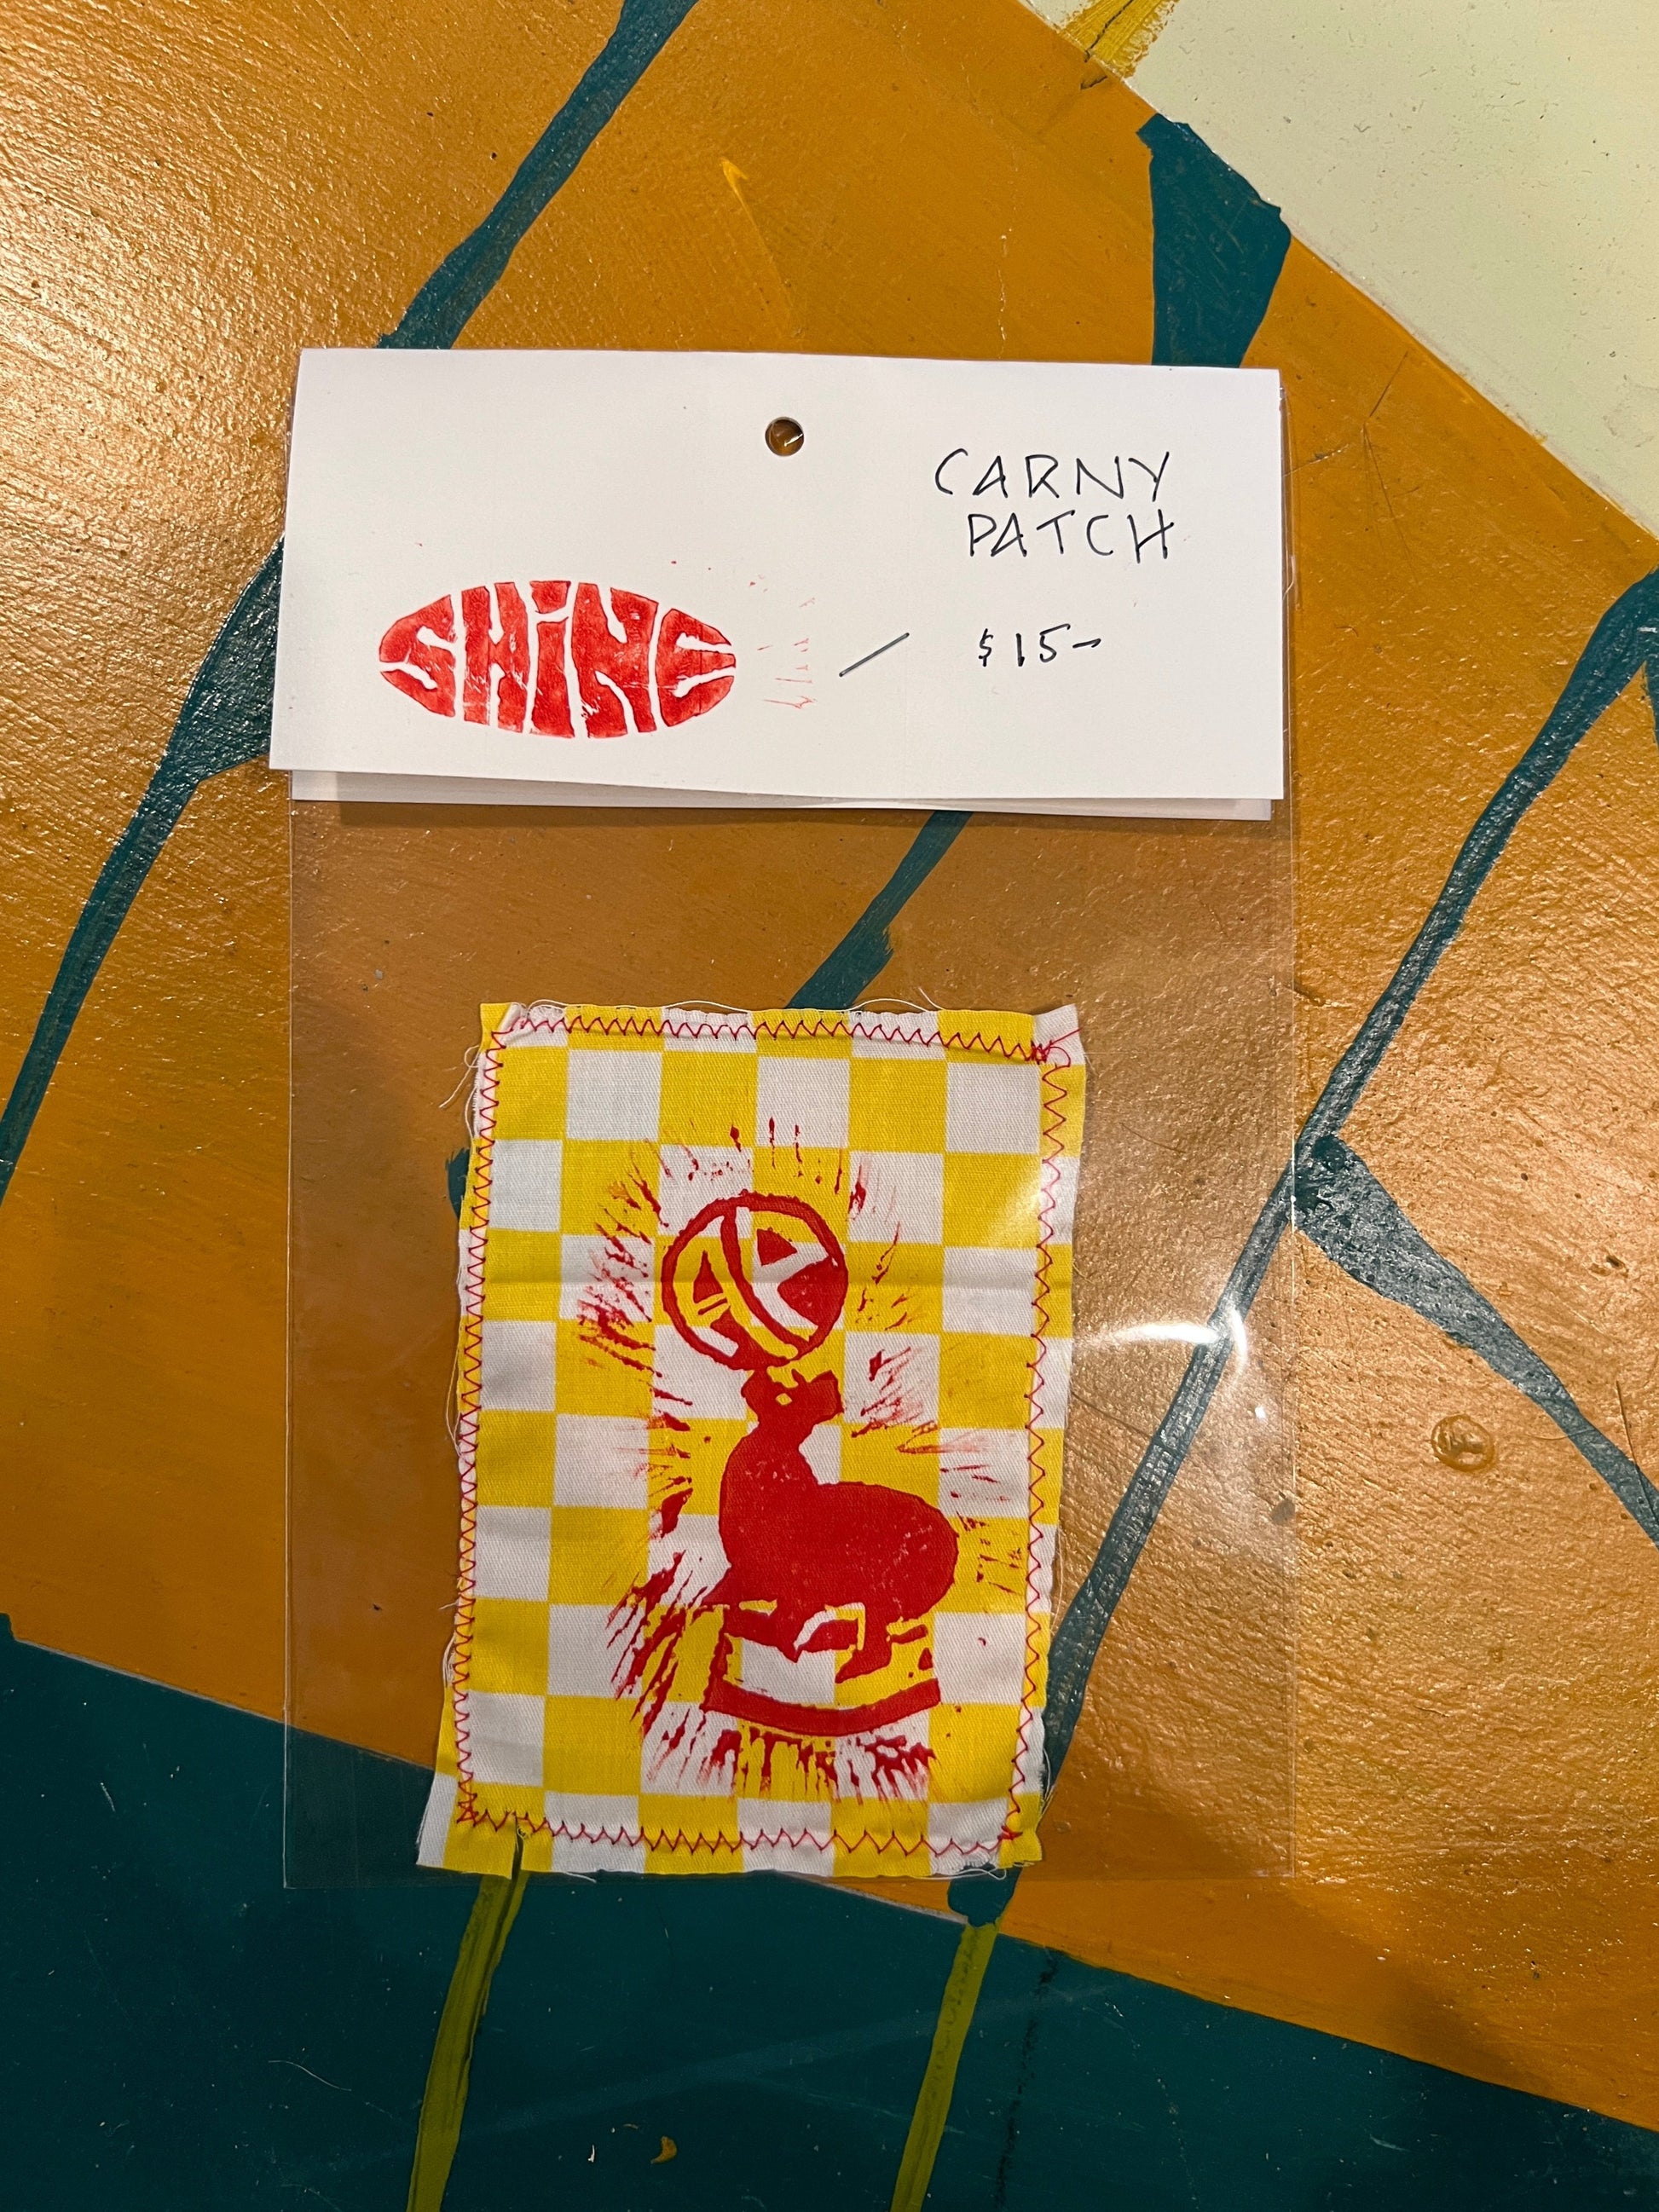 CARNY
PATCH
SHiNE
$15-